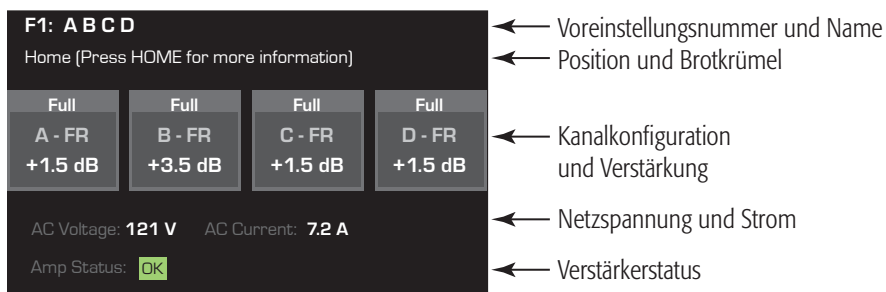 F1: A B C D
Voreinstellungsnummer und Name
Home (Press HOME for more information)
Position und Brotkrümel
Full Full Full Full
A - FR B - FR C - FR D - FR
+1.5 dB +3.5 dB +1.5 dB +1.5 dB
Kanalkonfiguration
und Verstärkung
AC Voltage: 121 V AC Current: 7.2 A
Netzspannung und Strom
Amp Status: OK
Verstärkerstatus